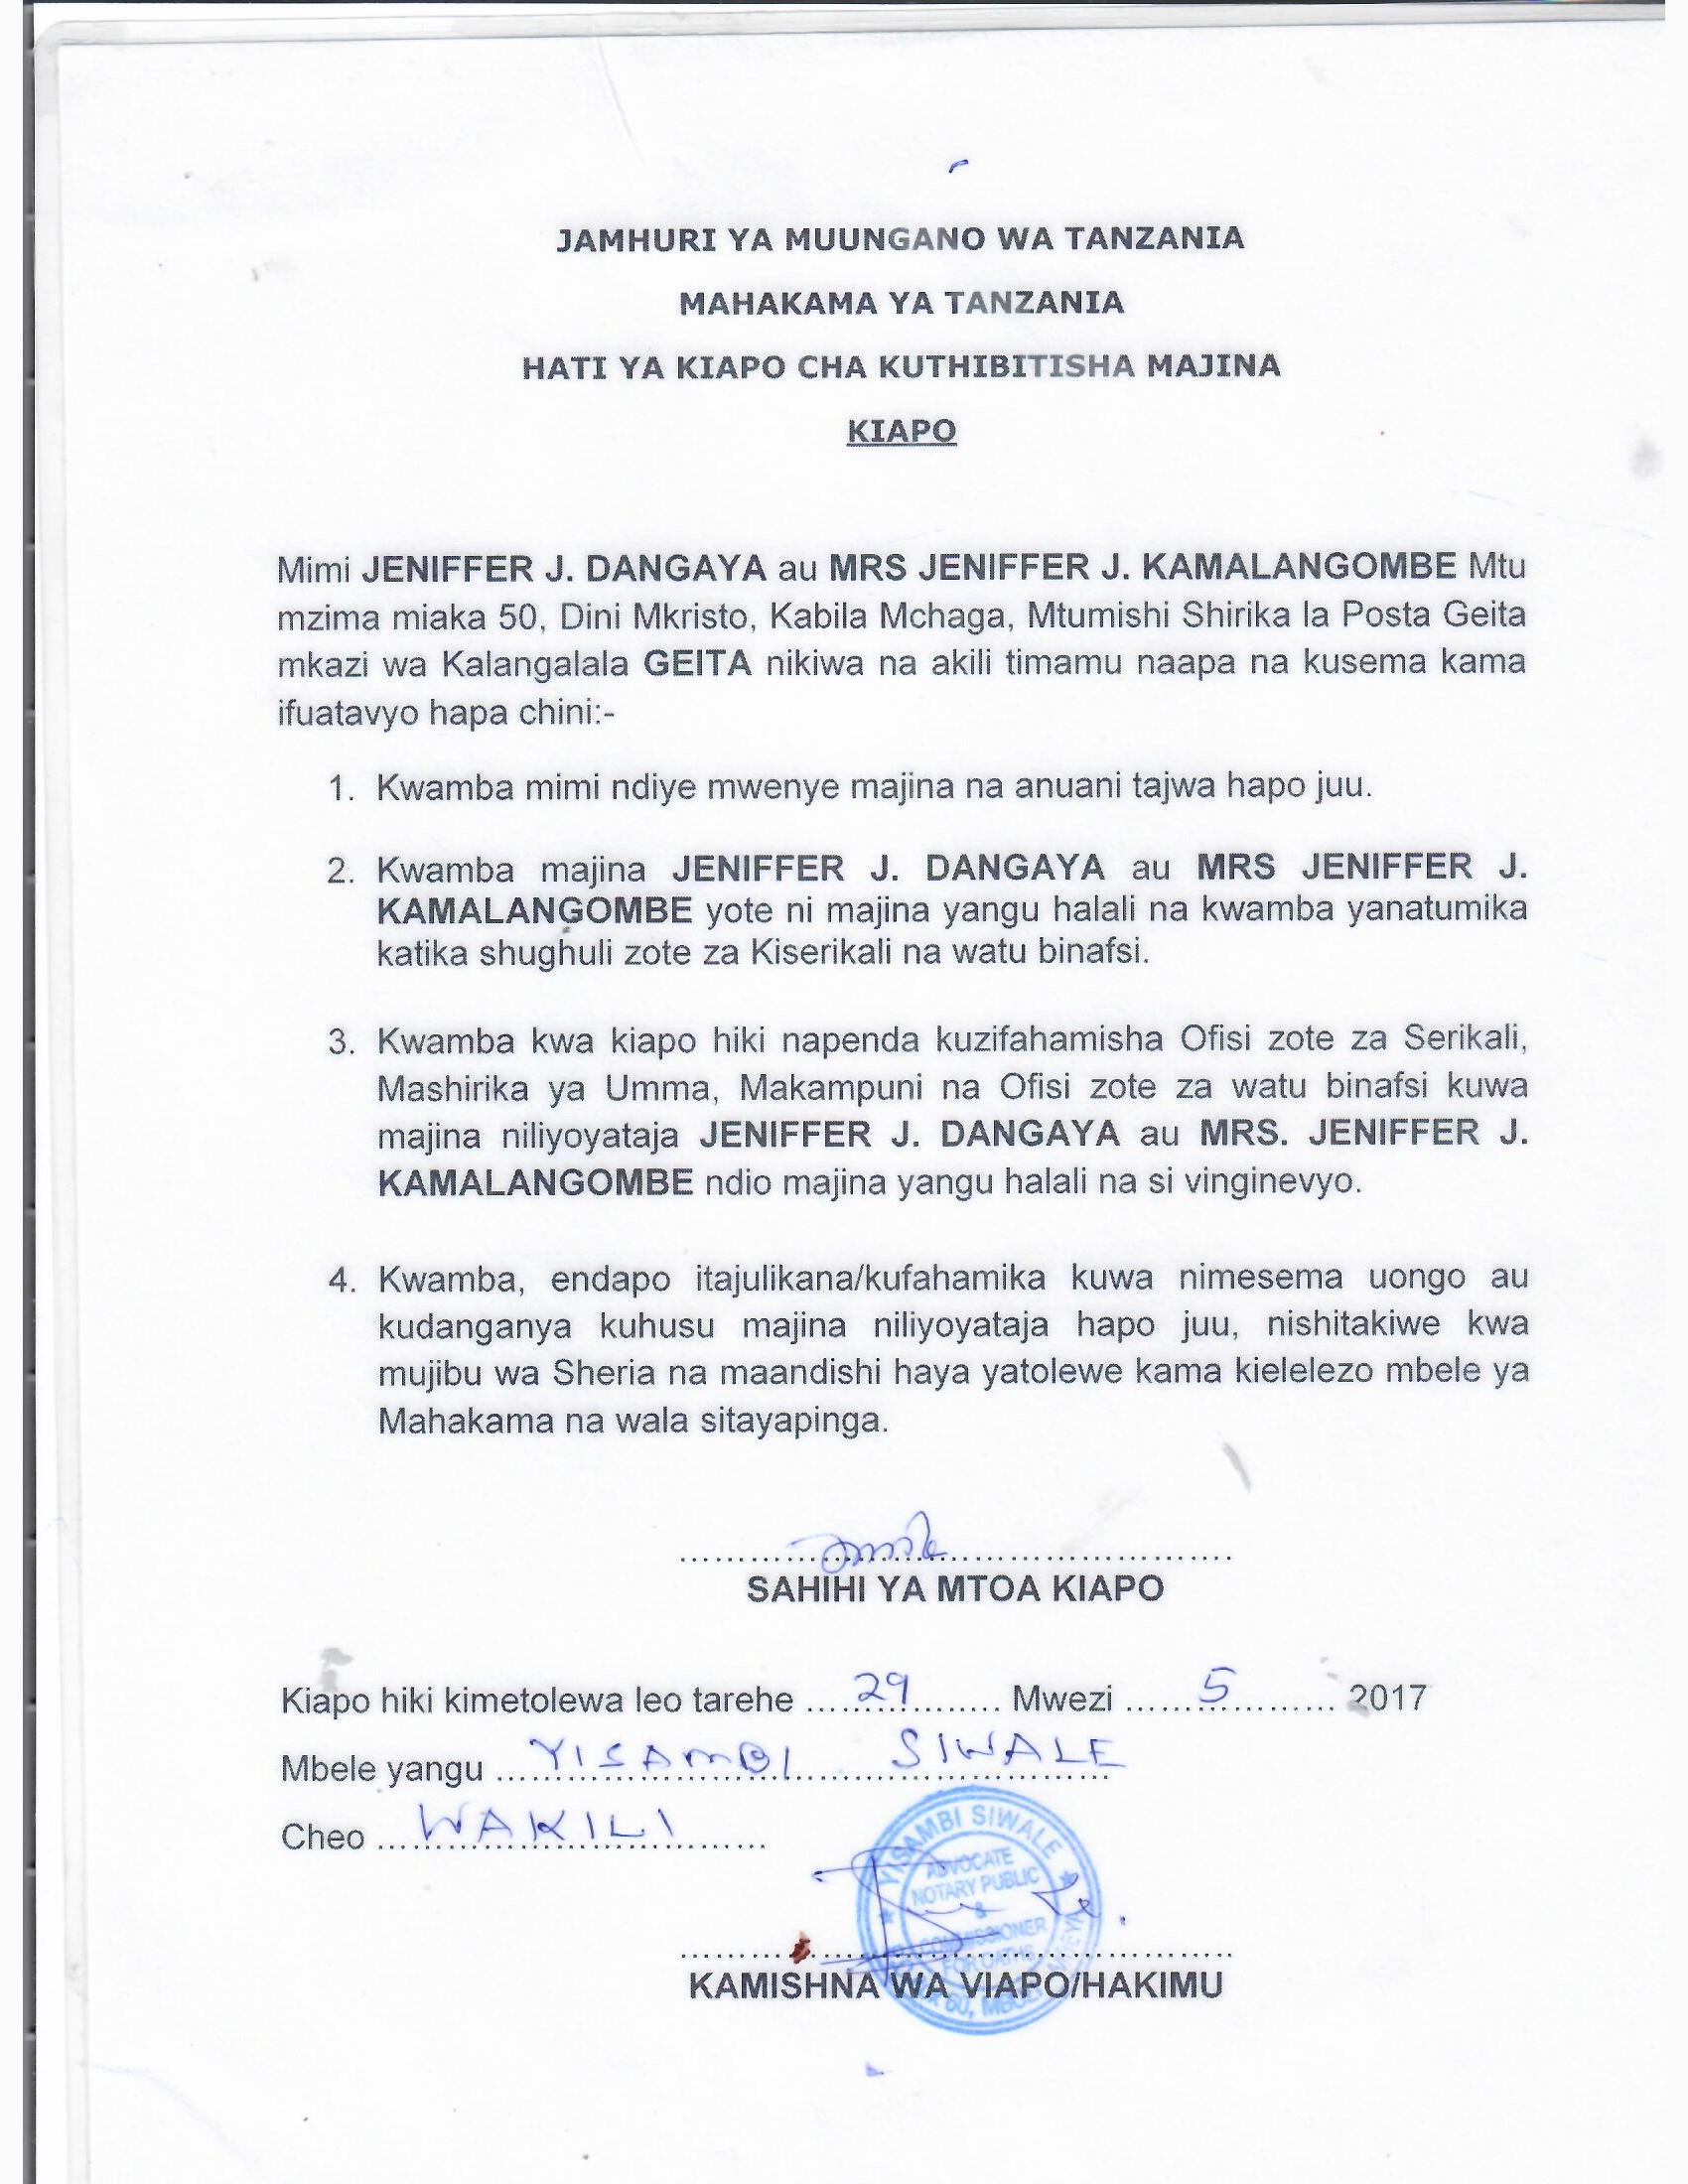 JAMHURI YA MUUNGANO WA TANZANIA
MAHAKAMA YA TANZANIA
HATI YA KIAPO CHA KUTHIBITISHA MAJINA
KIAPO
Mimi JENIFFER J. DANGAYA au MRS JENIFFER J. KAMALANGOMBE Mtu
mzima miaka 50, Dini Mkristo, Kabila Mchaga, Mtumishi Shirika la Posta Geita
mkazi wa Kalangalala GEITA nikiwa na akili timamu naapa na kusema kama
ifuatavyo hapa chini:-
1. Kwamba mimi ndiye mwenye majina na anuani tajwa hapo juu.
2. Kwamba majina JENIFFER J. DANGAYA au MRS JENIFFER J.
KAMALANGOMBE yote ni majina yangu halali na kwamba yanatumika
katika shughuli zote za Kiserikali na watu binafsi.
3. Kwamba kwa kiapo hiki napenda kuzifahamisha Ofisi zote za Serikali,
Mashirika ya Umma, Makampuni na Ofisi zote za watu binafsi kuwa
majina niliyoyataja JENIFFER J. DANGAYA au MRS. JENIFFER J.
KAMALANGOMBE ndio majina yangu halali na si vinginevyo.
4. Kwamba, endapo itajulikana/kufahamika kuwa nimesema uongo au
kudanganya kuhusu majina niliyoyataja hapo juu, nishitakiwe kwa
mujibu wa Sheria na maandishi haya yatolewe kama kielelezo mbele ya
Mahakama na wala sitayapinga.
SAHIHI YA MTOA KIAPO
Kiapo hiki kimetolewa leo tarehe 29 Mwezi 5 2017
Mbele yangu YISAMBI SIWALE
Cheo WAKILI
YISAMBI SIWALE
ADVOCATE
NOTARY PUBLIC
&
COMMISSIONER
FOR OATHS
KAMISHNA WA VIAPO/HAKIMU